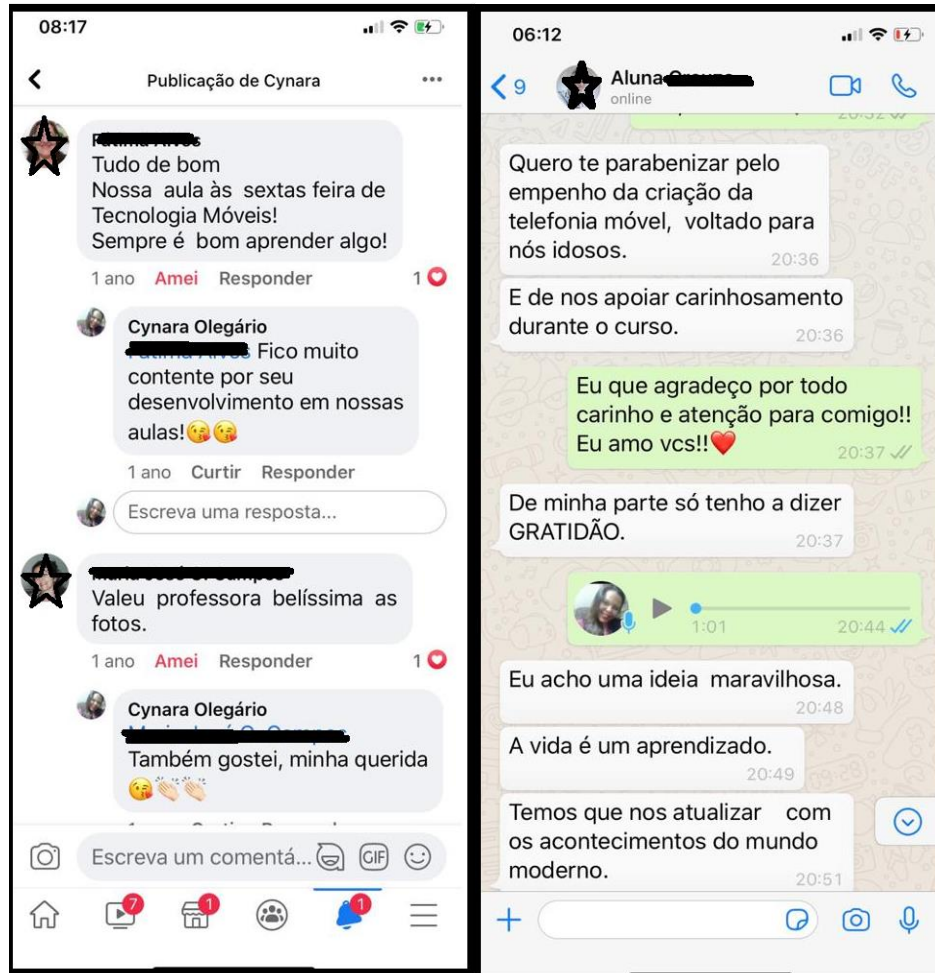 08:17
Publicação de Cynara
Tudo de bom
Nossa aula às sextas feira de
Tecnologia Móveis!
Sempre é bom aprender algo!
1 ano Amei Responder 1
Cynara Olegário
Fico muito
contente por seu
desenvolvimento em nossas
aulas!😘😘
1 ano Curtir Responder
Escreva uma resposta...
Valeu professora belíssima as
fotos.
1 ano Amei Responder 1
Cynara Olegário
Também gostei, minha querida
😘👏🏻👏🏻
Escreva um comentá...
GIF
7
1
1
06:12
9
Aluna
online
Quero te parabenizar pelo
empenho da criação da
telefonia móvel, voltado para
nós idosos.
20:36
E de nos apoiar carinhosamento
durante o curso.
20:36
Eu que agradeço por todo
carinho e atenção para comigo!!
Eu amo vcs!!❤️
20:37
De minha parte só tenho a dizer
GRATIDÃO.
20:37
1:01 20:44
Eu acho uma ideia maravilhosa.
20:48
A vida é um aprendizado.
20:49
Temos que nos atualizar com
os acontecimentos do mundo
moderno.
20:51